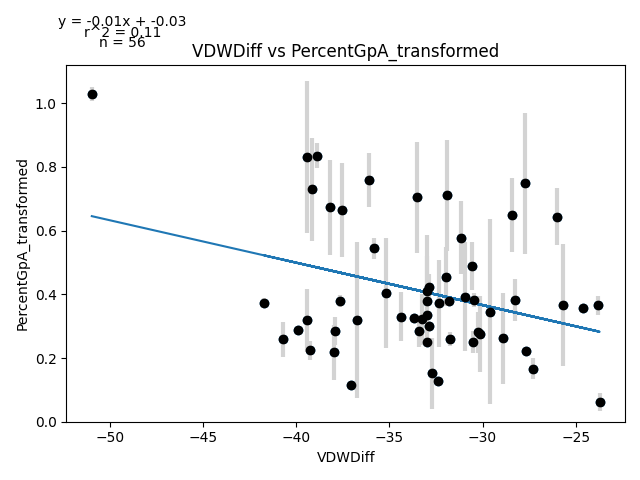 y = -0.01x + -0.03
r^2 = 0.11
n = 56
VDWDiff vs PercentGpA_transformed
1.0
0.8
0.6
0.4
0.2
0.0
PercentGpA_transformed
−50 −45 −40 −35 −30 −25
VDWDiff